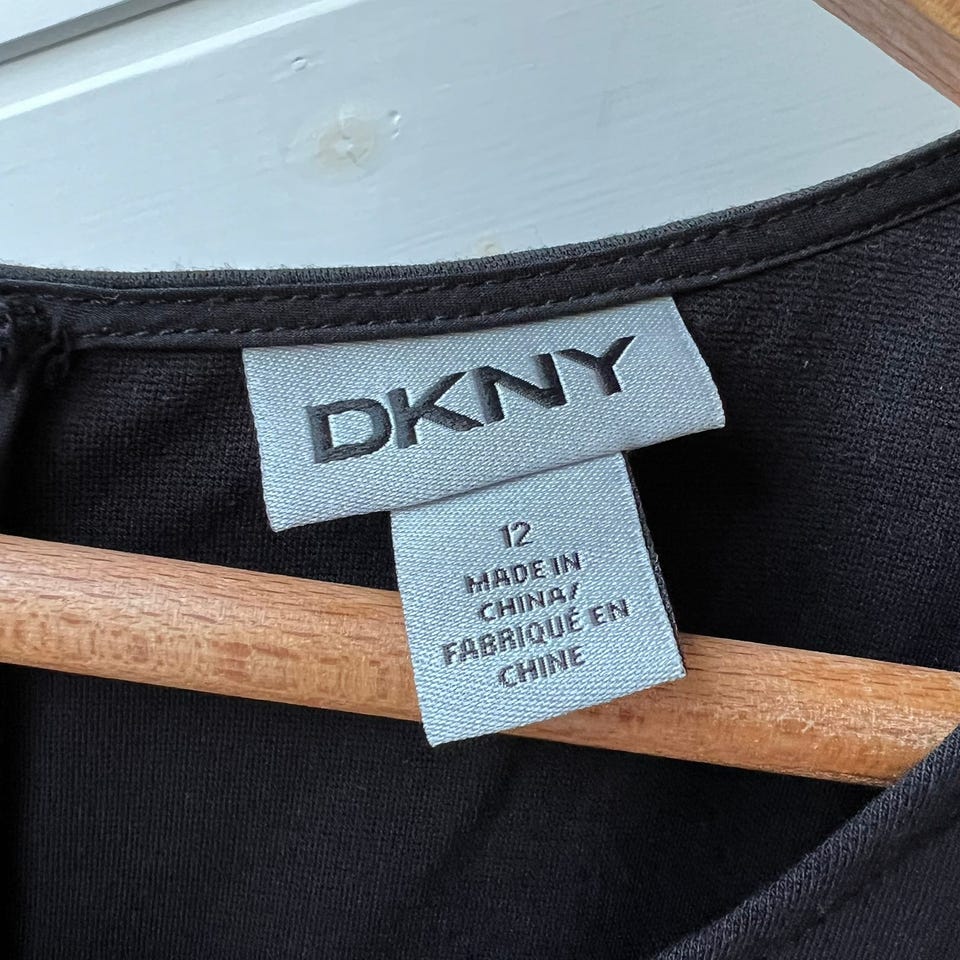 DKNY
12
MADE IN
CHINA/
FABRIQUÉ EN
CHINE